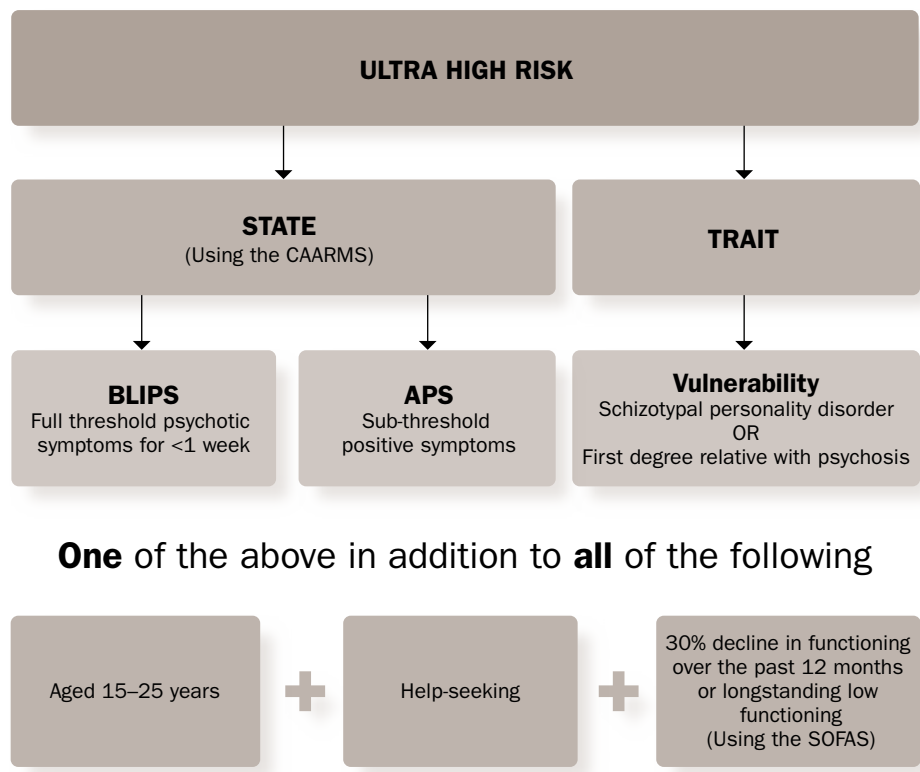 ULTRA HIGH RISK
STATE
(Using the CAARMS)
TRAIT
BLIPS
Full threshold psychotic
symptoms for <1 week
APS
Sub-threshold
positive symptoms
Vulnerability
Schizotypal personality disorder
OR
First degree relative with psychosis
One of the above in addition to all of the following
Aged 15–25 years
Help-seeking
30% decline in functioning
over the past 12 months
or longstanding low
functioning
(Using the SOFAS)